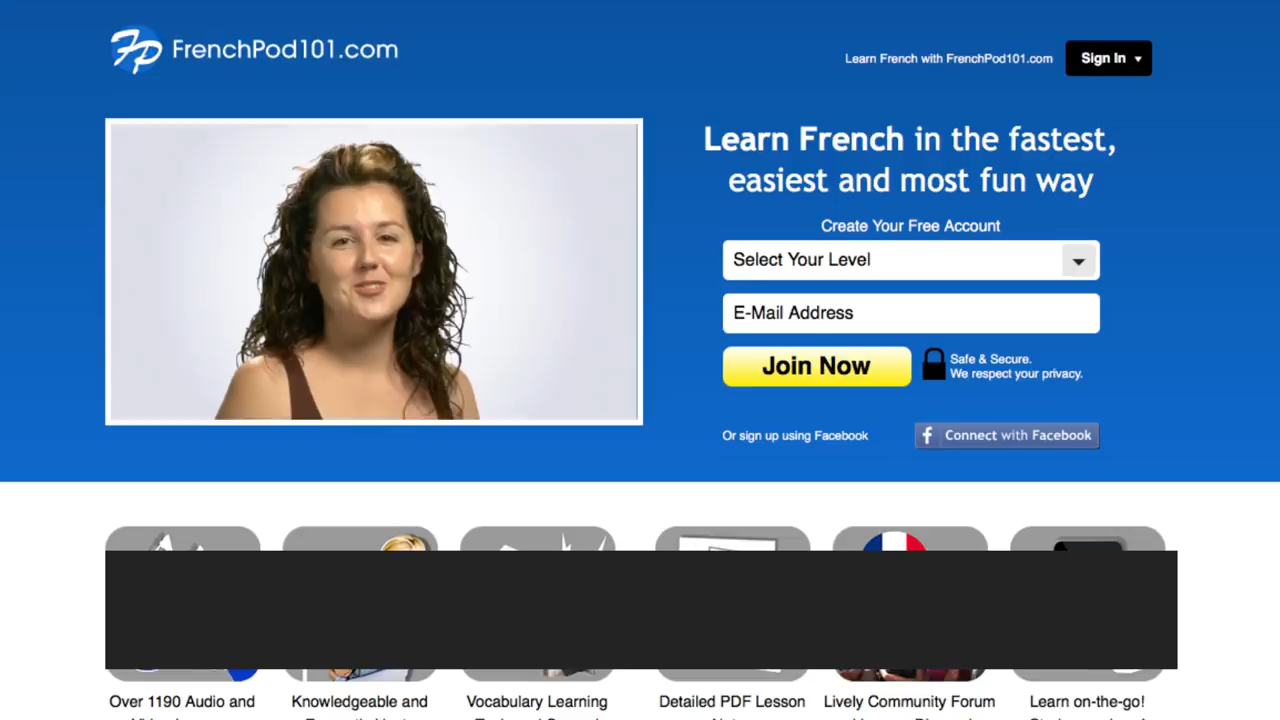 FP FrenchPod101.com
Learn French with FrenchPod101.com
Sign In
Learn French in the fastest,
easiest and most fun way
Create Your Free Account
Select Your Level
E-Mail Address
Join Now
Safe & Secure.
We respect your privacy.
Or sign up using Facebook
f Connect with Facebook
Over 1190 Audio and
Knowledgeable and
Vocabulary Learning
Detailed PDF Lesson
Lively Community Forum
Learn on-the-go!